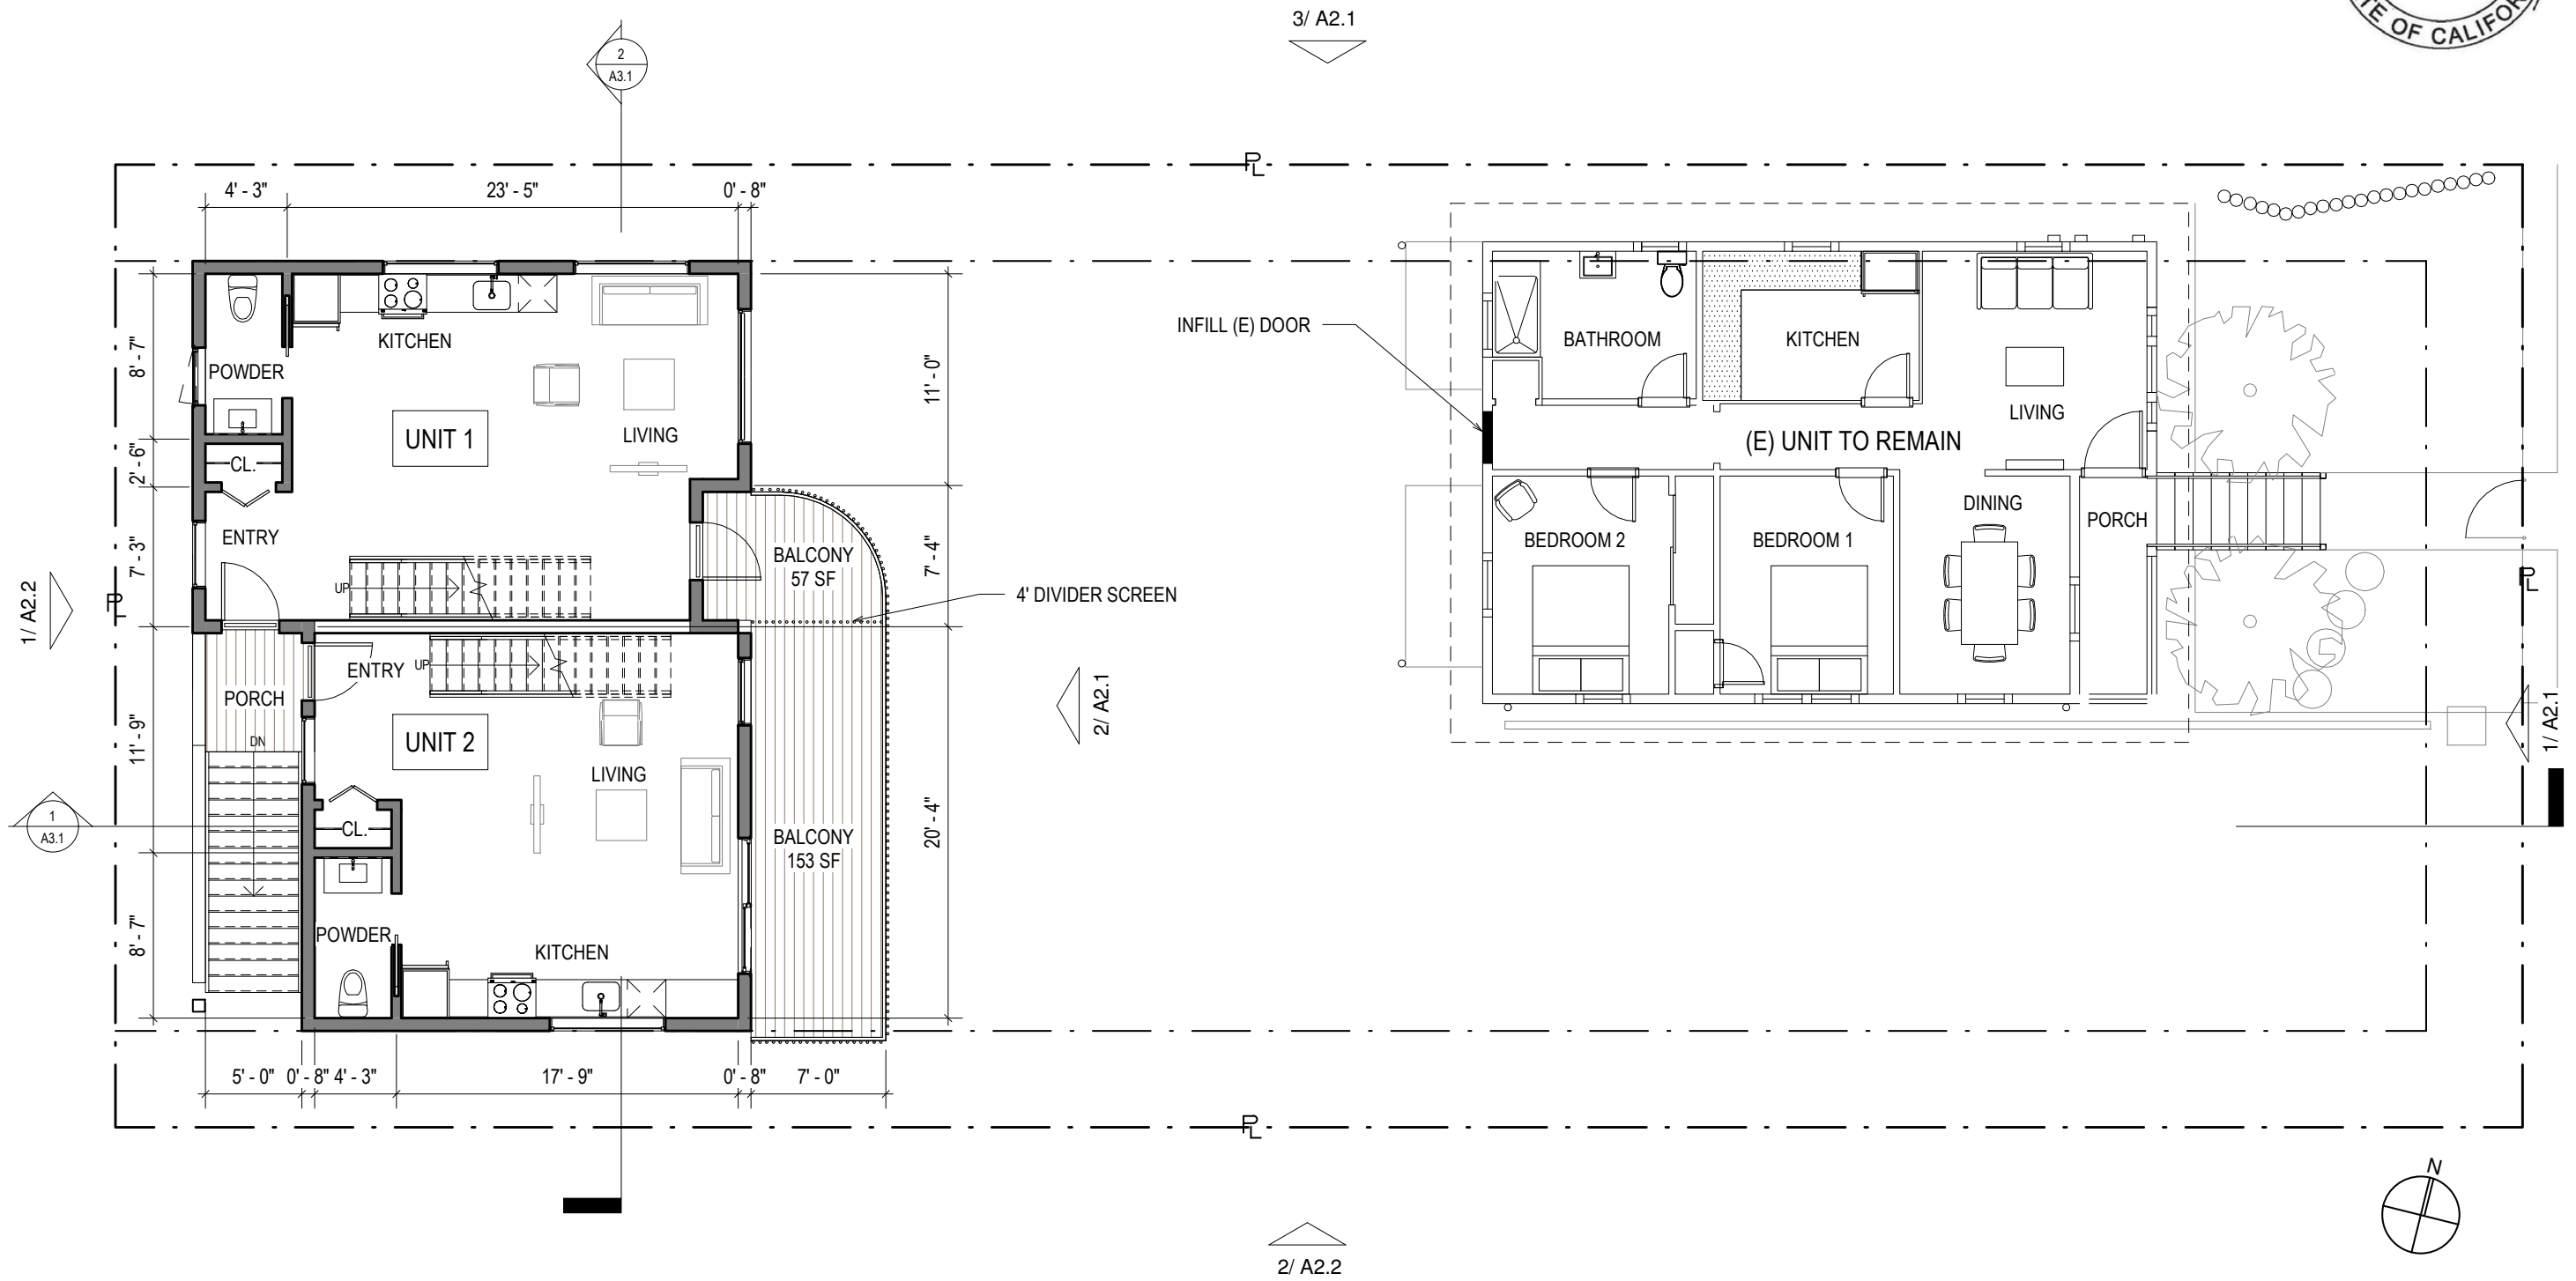 3/ A2.1
TE OF CALIFOR
2
A3.1
PL
4' - 3"
23' - 5"
0' - 8"
8' - 7"
2' - 6"
7' - 3"
11' - 9"
8' - 7"
POWDER
KITCHEN
UNIT 1
LIVING
CL.
ENTRY
UP
11' - 0"
7' - 4"
20' - 4"
BALCONY
57 SF
4' DIVIDER SCREEN
1/ A2.2
PL
ENTRY
UP
PORCH
DN
UNIT 2
LIVING
CL.
BALCONY
153 SF
POWDER
KITCHEN
1
A3.1
2/ A2.1
5' - 0"
0' - 8"
4' - 3"
17' - 9"
0' - 8"
7' - 0"
INFILL (E) DOOR
BATHROOM
KITCHEN
LIVING
(E) UNIT TO REMAIN
DINING
PORCH
BEDROOM 2
BEDROOM 1
PL
1/ A2.1
PL
N
2/ A2.2